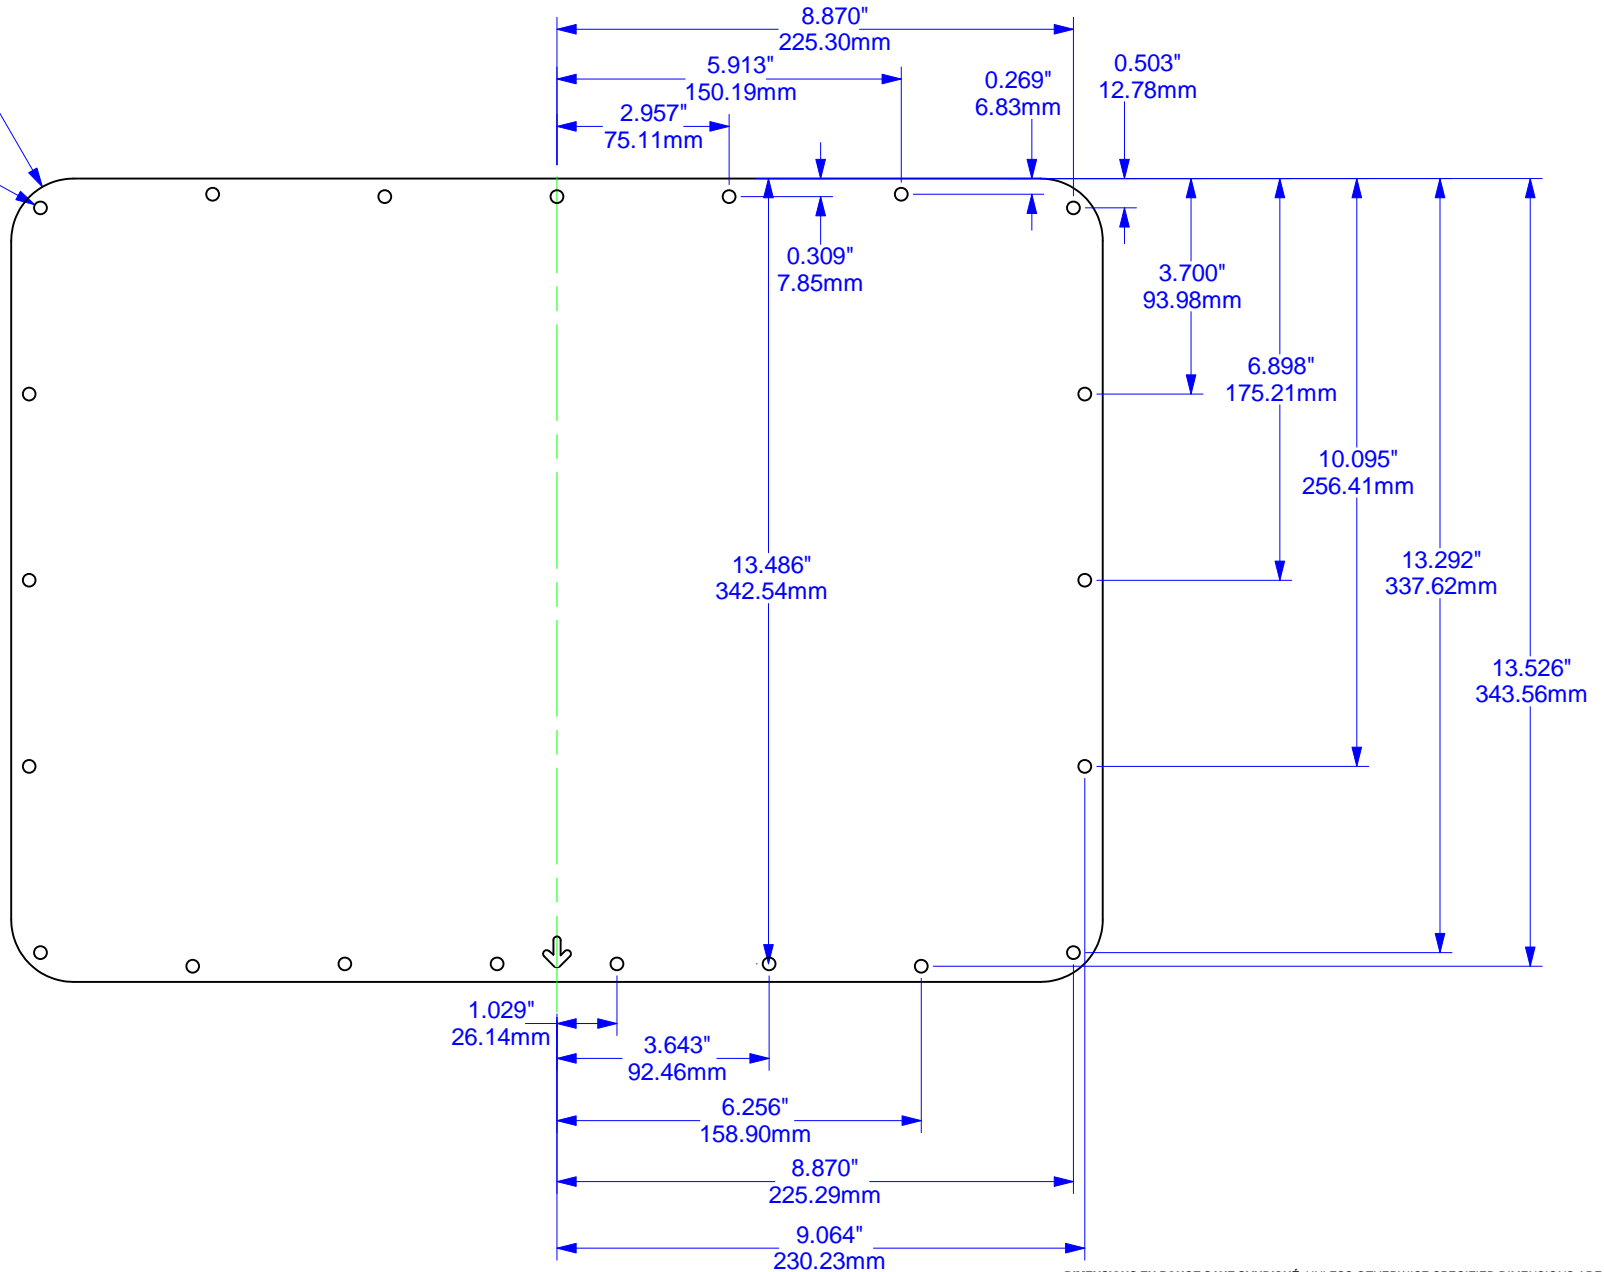 8.870"
225.30mm
5.913"
150.19mm
0.269"
6.83mm
0.503"
12.78mm
2.957"
75.11mm
0.309"
7.85mm
3.700"
93.98mm
6.898"
175.21mm
10.095"
256.41mm
13.486"
342.54mm
13.292"
337.62mm
13.526"
343.56mm
1.029"
26.14mm
3.643"
92.46mm
6.256"
158.90mm
8.870"
225.29mm
9.064"
230.23mm